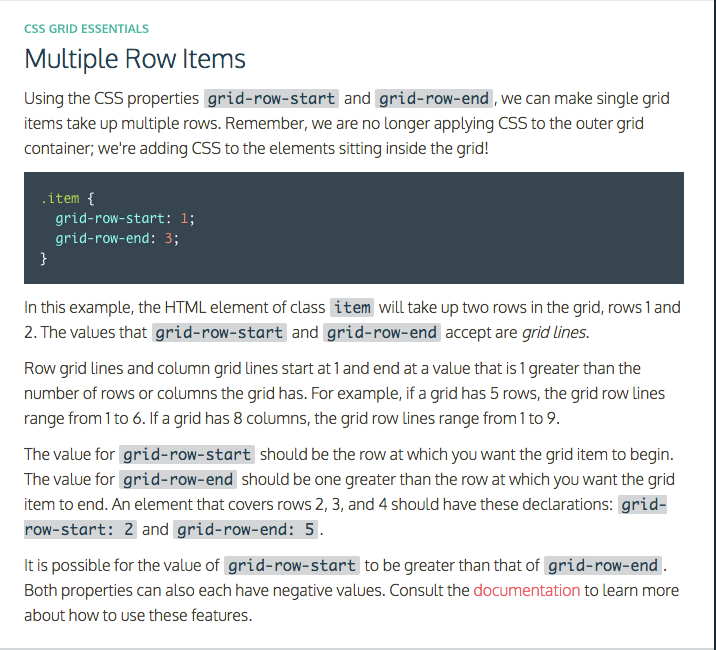 CSS GRID ESSENTIALS
Multiple Row Items
Using the CSS properties grid-row-start and grid-row-end, we can make single grid
items take up multiple rows. Remember, we are no longer applying CSS to the outer grid
container; we're adding CSS to the elements sitting inside the grid!
.item {
  grid-row-start: 1;
  grid-row-end: 3;
}
In this example, the HTML element of class item will take up two rows in the grid, rows 1 and
2. The values that grid-row-start and grid-row-end accept are grid lines.
Row grid lines and column grid lines start at 1 and end at a value that is 1 greater than the
number of rows or columns the grid has. For example, if a grid has 5 rows, the grid row lines
range from 1 to 6. If a grid has 8 columns, the grid row lines range from 1 to 9.
The value for grid-row-start should be the row at which you want the grid item to begin.
The value for grid-row-end should be one greater than the row at which you want the grid
item to end. An element that covers rows 2, 3, and 4 should have these declarations: grid-
row-start: 2 and grid-row-end: 5.
It is possible for the value of grid-row-start to be greater than that of grid-row-end.
Both properties can also each have negative values. Consult the documentation to learn more
about how to use these features.